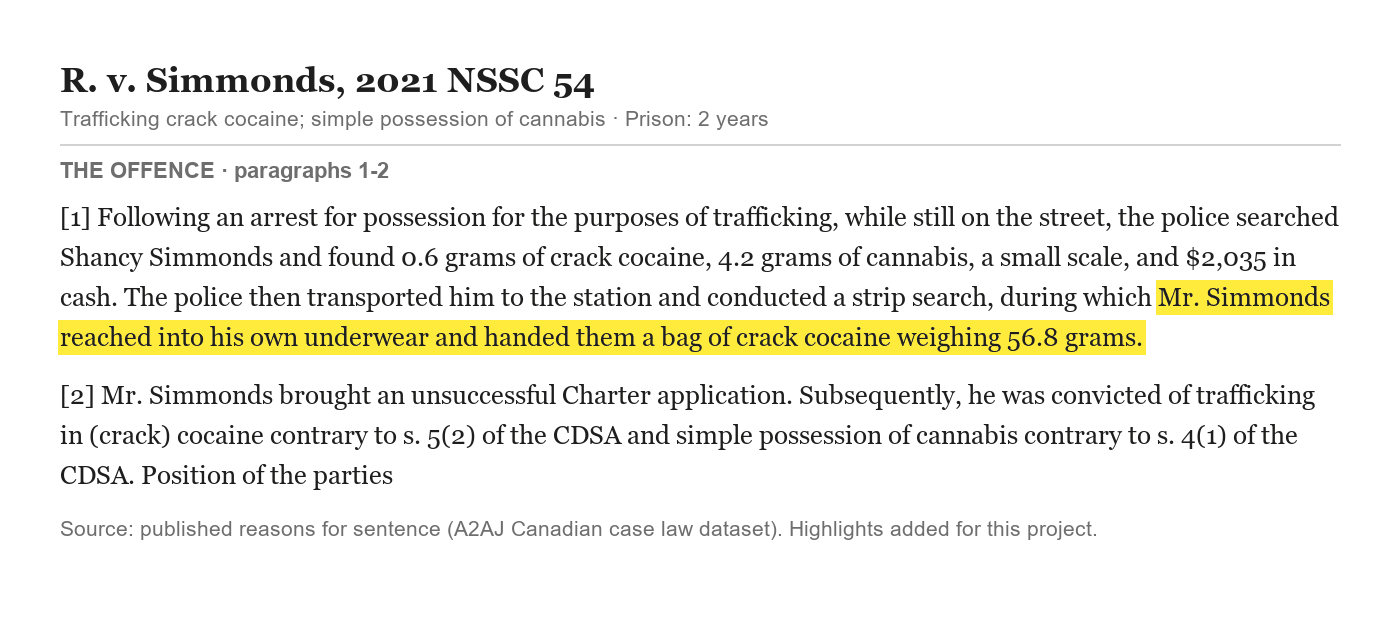 R. v. Simmonds, 2021 NSSC 54
Trafficking crack cocaine; simple possession of cannabis · Prison: 2 years
THE OFFENCE · paragraphs 1-2
[1] Following an arrest for possession for the purposes of trafficking, while still on the street, the police searched
Shancy Simmonds and found 0.6 grams of crack cocaine, 4.2 grams of cannabis, a small scale, and $2,035 in
cash. The police then transported him to the station and conducted a strip search, during which Mr. Simmonds
reached into his own underwear and handed them a bag of crack cocaine weighing 56.8 grams.
[2] Mr. Simmonds brought an unsuccessful Charter application. Subsequently, he was convicted of trafficking
in (crack) cocaine contrary to s. 5(2) of the CDSA and simple possession of cannabis contrary to s. 4(1) of the
CDSA. Position of the parties
Source: published reasons for sentence (A2AJ Canadian case law dataset). Highlights added for this project.